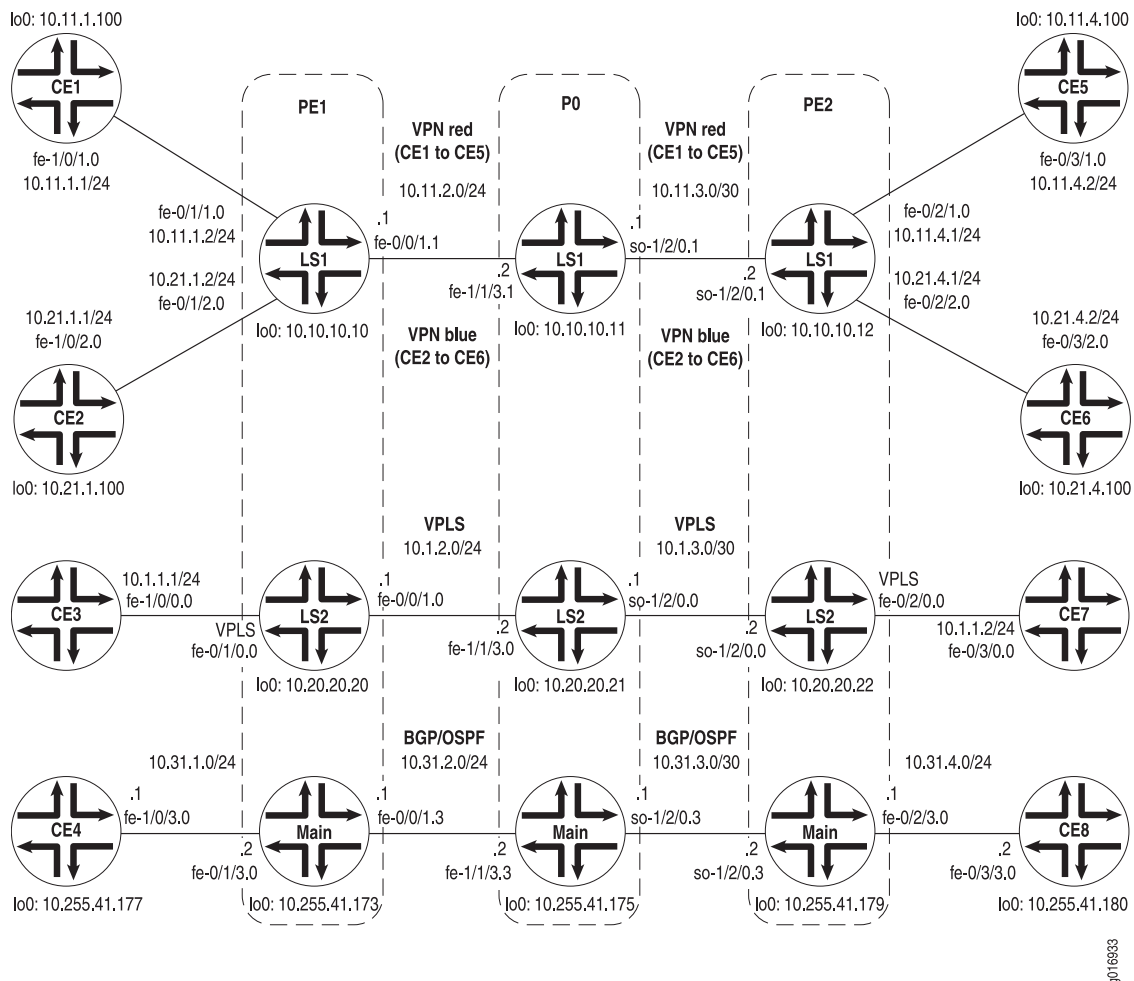 lo0: 10.11.1.100
CE1
fe-1/0/1.0
10.11.1.1/24
PE1
P0
PE2
lo0: 10.11.4.100
CE5
fe-0/3/1.0
10.11.4.2/24
VPN red
(CE1 to CE5)
10.11.2.0/24
VPN red
(CE1 to CE5)
10.11.3.0/30
fe-0/1/1.0
10.11.1.2/24
10.21.1.2/24
fe-0/1/2.0
LS1
lo0: 10.10.10.10
.1
fe-0/0/1.1
.2
fe-1/1/3.1
LS1
lo0: 10.10.10.11
.1
so-1/2/0.1
.2
so-1/2/0.1
LS1
lo0: 10.10.10.12
fe-0/2/1.0
10.11.4.1/24
10.21.4.1/24
fe-0/2/2.0
10.21.1.1/24
fe-1/0/2.0
CE2
lo0: 10.21.1.100
VPN blue
(CE2 to CE6)
VPN blue
(CE2 to CE6)
10.21.4.2/24
fe-0/3/2.0
CE6
lo0: 10.21.4.100
VPLS
10.1.2.0/24
VPLS
10.1.3.0/30
CE3
10.1.1.1/24
fe-1/0/0.0
VPLS
fe-0/1/0.0
LS2
lo0: 10.20.20.20
.1
fe-0/0/1.0
.2
fe-1/1/3.0
LS2
lo0: 10.20.20.21
.1
so-1/2/0.0
.2
so-1/2/0.0
LS2
lo0: 10.20.20.22
VPLS
fe-0/2/0.0
10.1.1.2/24
fe-0/3/0.0
CE7
BGP/OSPF
10.31.2.0/24
BGP/OSPF
10.31.3.0/30
10.31.1.0/24
10.31.4.0/24
CE4
lo0: 10.255.41.177
.1
fe-1/0/3.0
.2
fe-0/1/3.0
Main
lo0: 10.255.41.173
.1
fe-0/0/1.3
.2
fe-1/1/3.3
Main
lo0: 10.255.41.175
.1
so-1/2/0.3
.2
so-1/2/0.3
Main
lo0: 10.255.41.179
.1
fe-0/2/3.0
.2
fe-0/3/3.0
CE8
lo0: 10.255.41.180
g016933